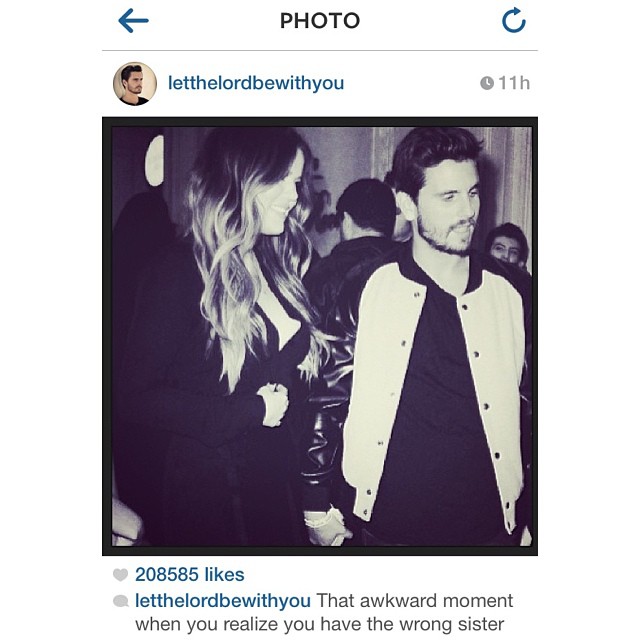 PHOTO
letthelordbewithyou 11h
208585 likes
letthelordbewithyou That awkward moment
when you realize you have the wrong sister